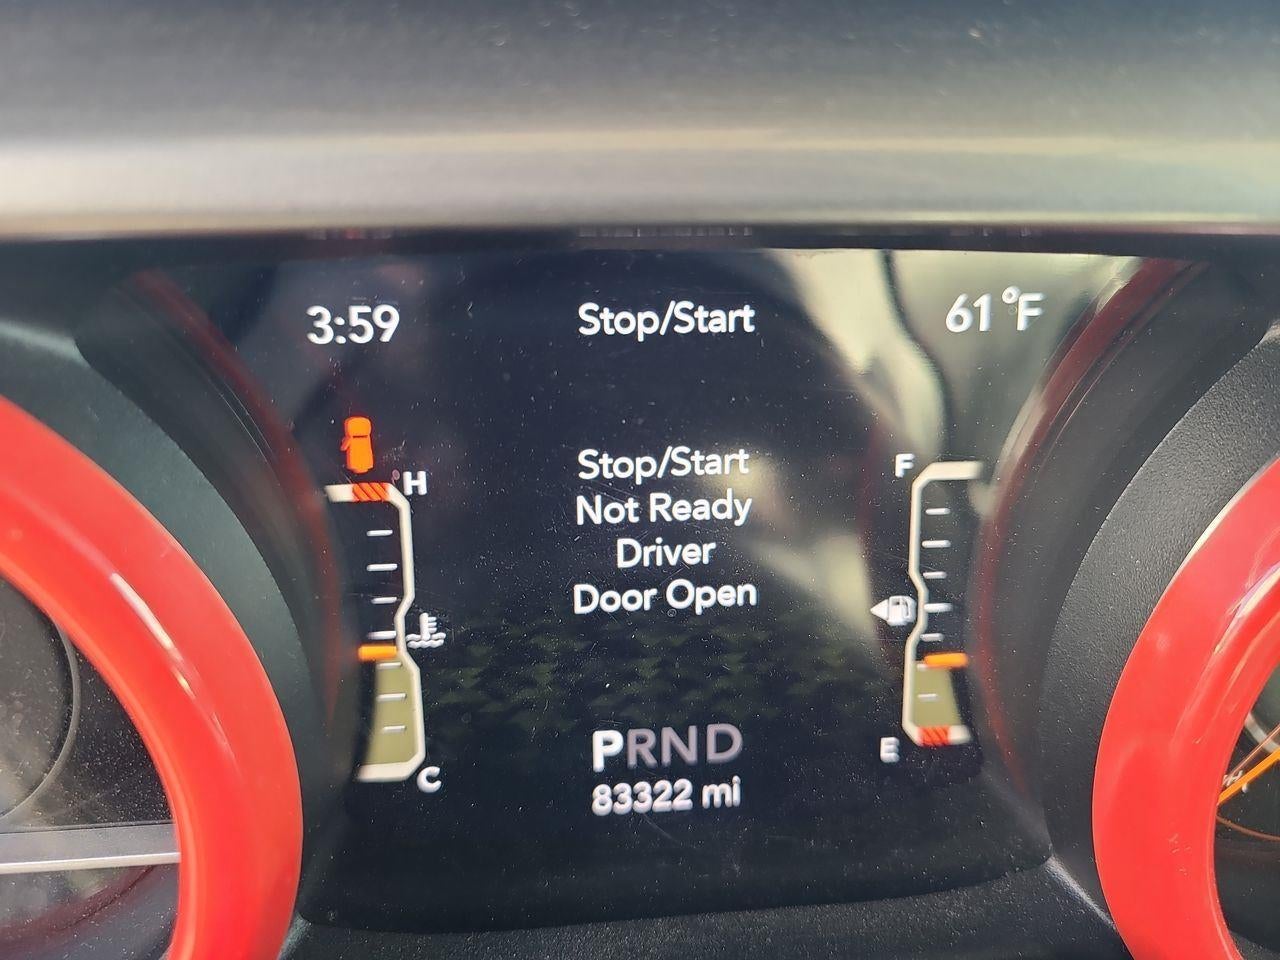 3:59 Stop/Start 61°F
Stop/Start
Not Ready
Driver
Door Open
H
F
C
E
PRND
83322 mi